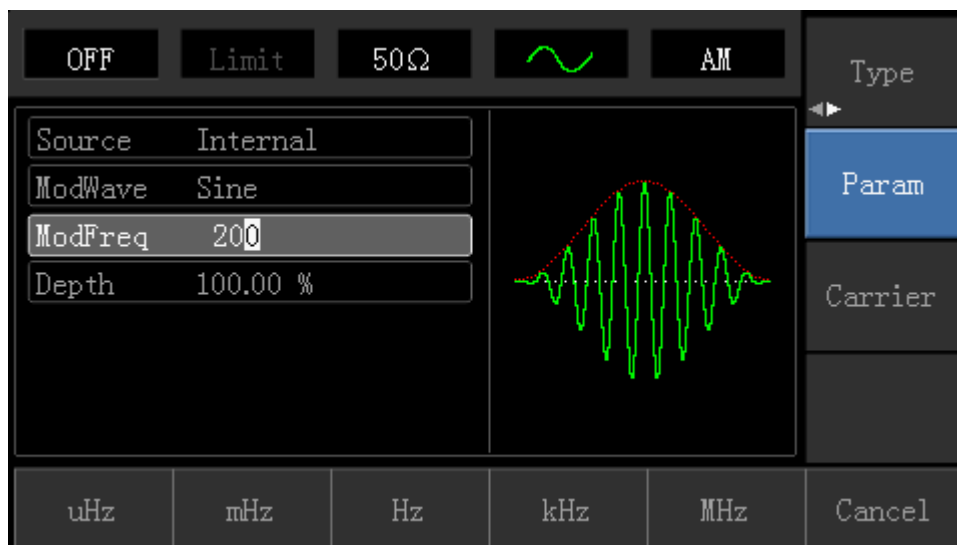 OFF Limit 50Ω AM
Type
Source Internal
ModWave Sine
ModFreq 200
Depth 100.00 %
Param
Carrier
uHz mHz Hz kHz MHz Cancel